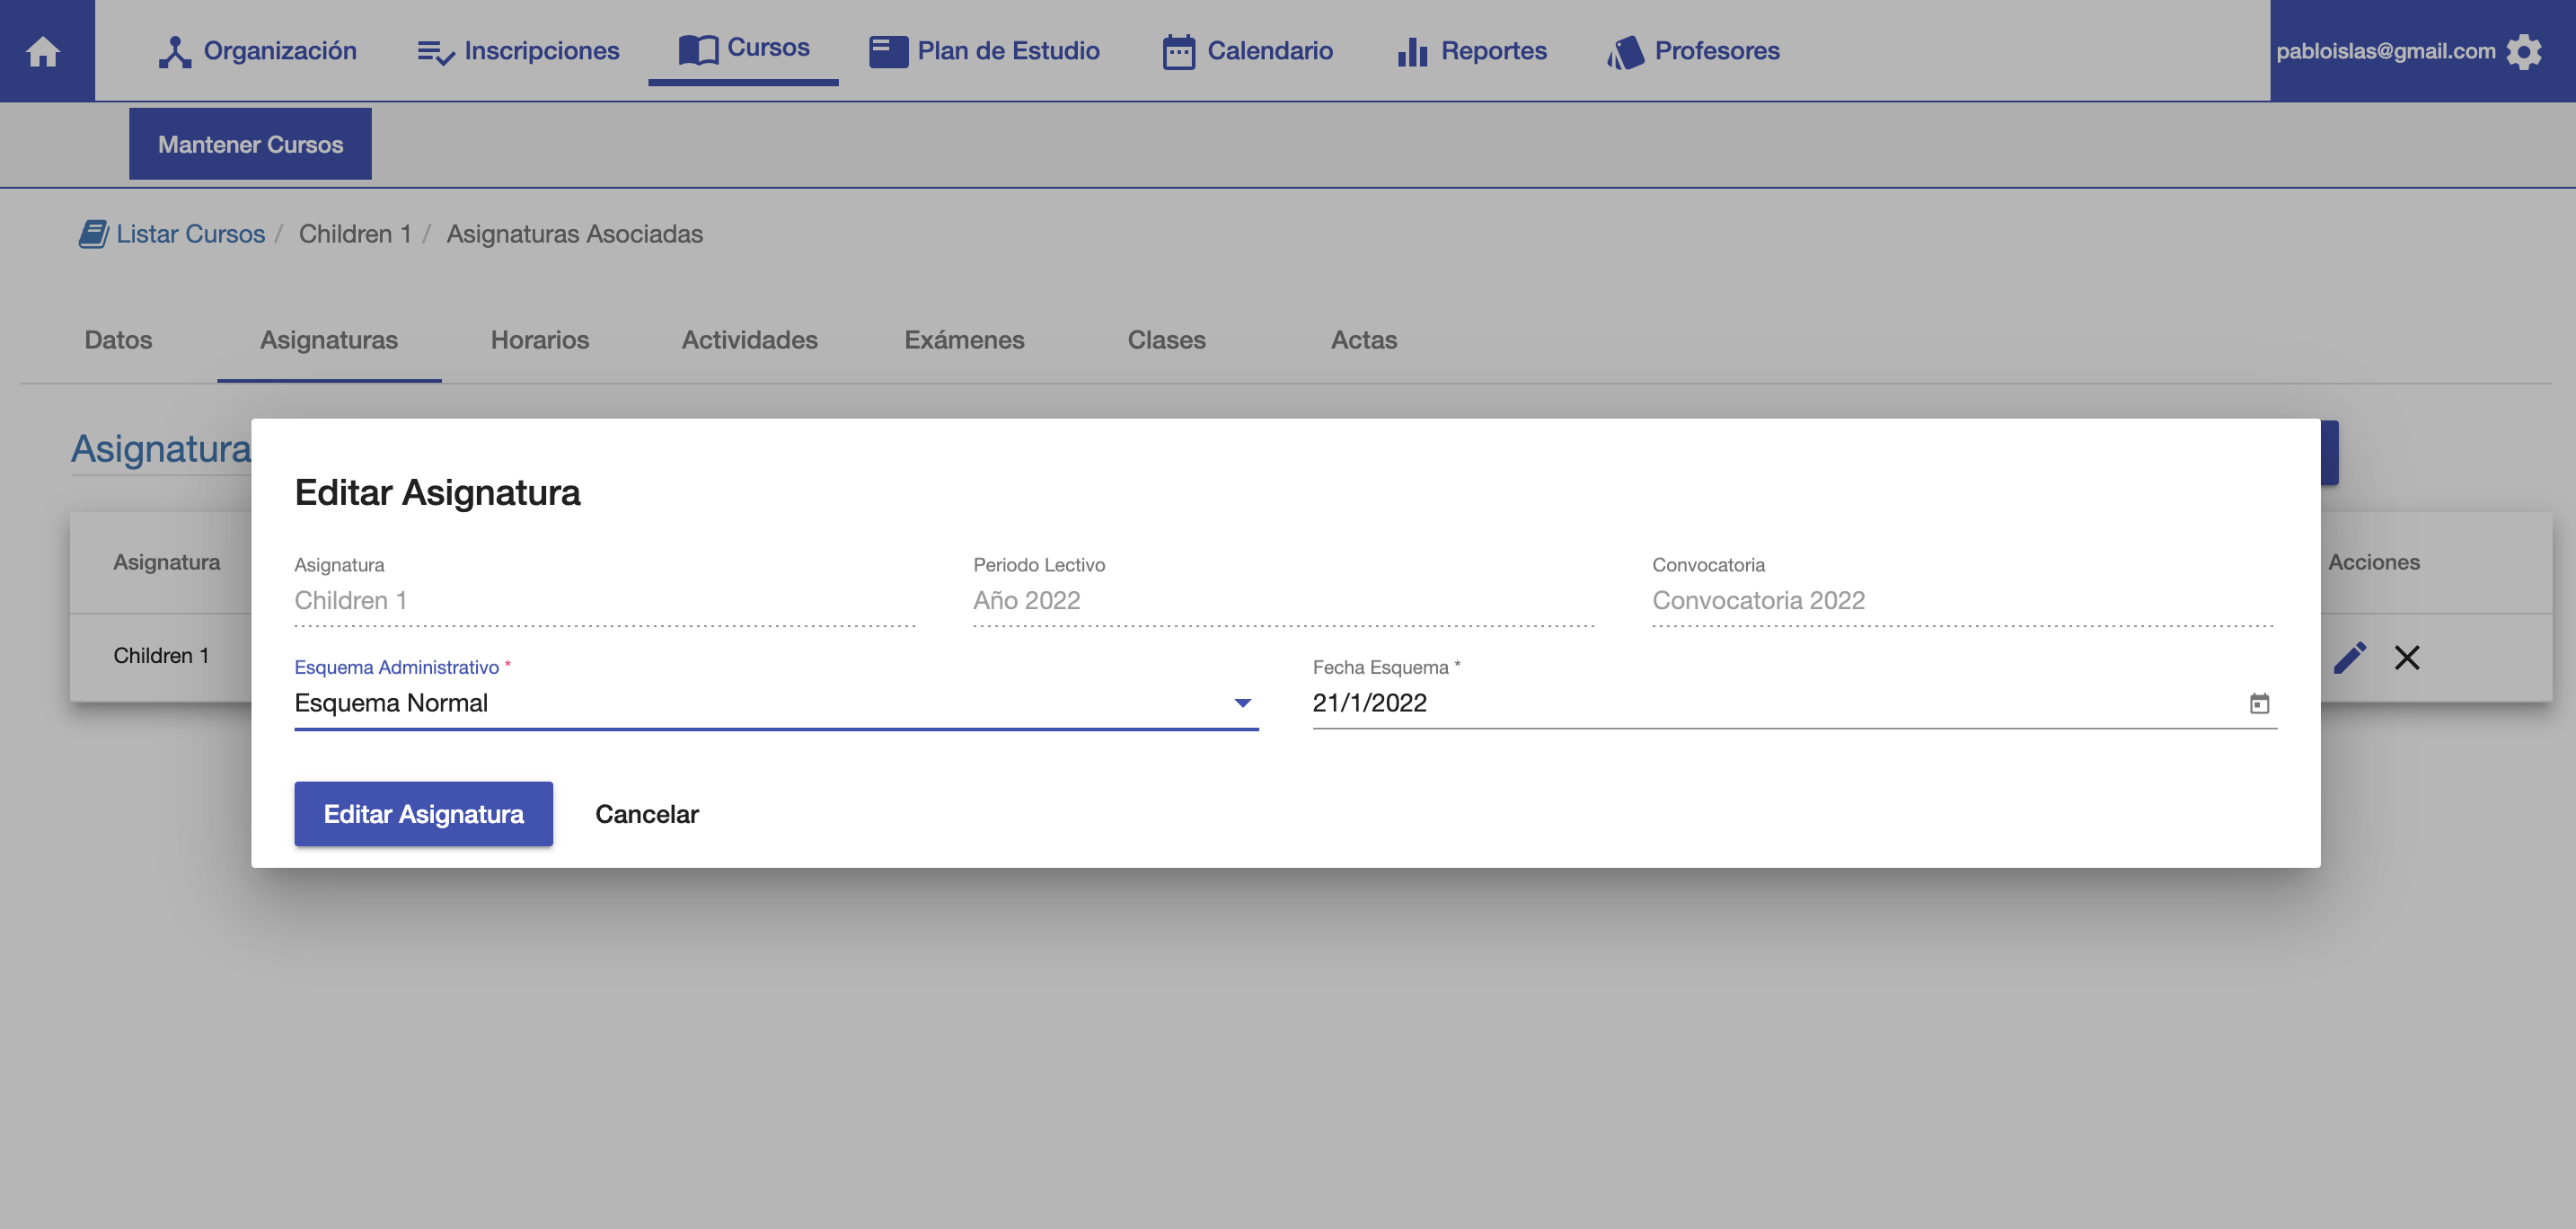 Organización Inscripciones Cursos Plan de Estudio Calendario Reportes Profesores pabloislas@gmail.com
Mantener Cursos
Listar Cursos / Children 1 / Asignaturas Asociadas
Datos Asignaturas Horarios Actividades Exámenes Clases Actas
Asignatura
Editar Asignatura
Asignatura Acciones
Asignatura Periodo Lectivo Convocatoria
Children 1 Año 2022 Convocatoria 2022
Children 1
Esquema Administrativo * Fecha Esquema *
Esquema Normal 21/1/2022
Editar Asignatura Cancelar